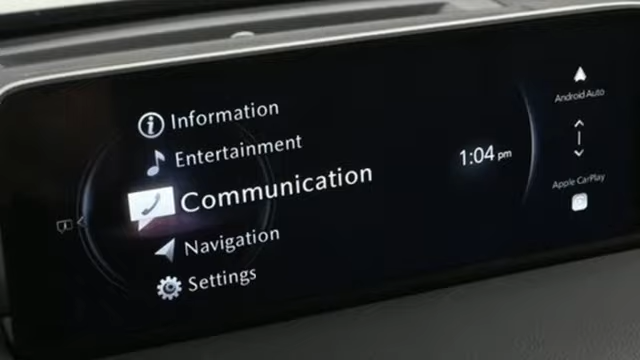 Information
Entertainment
Communication
Navigation
Settings
1:04 pm
Android Auto
Apple CarPlay